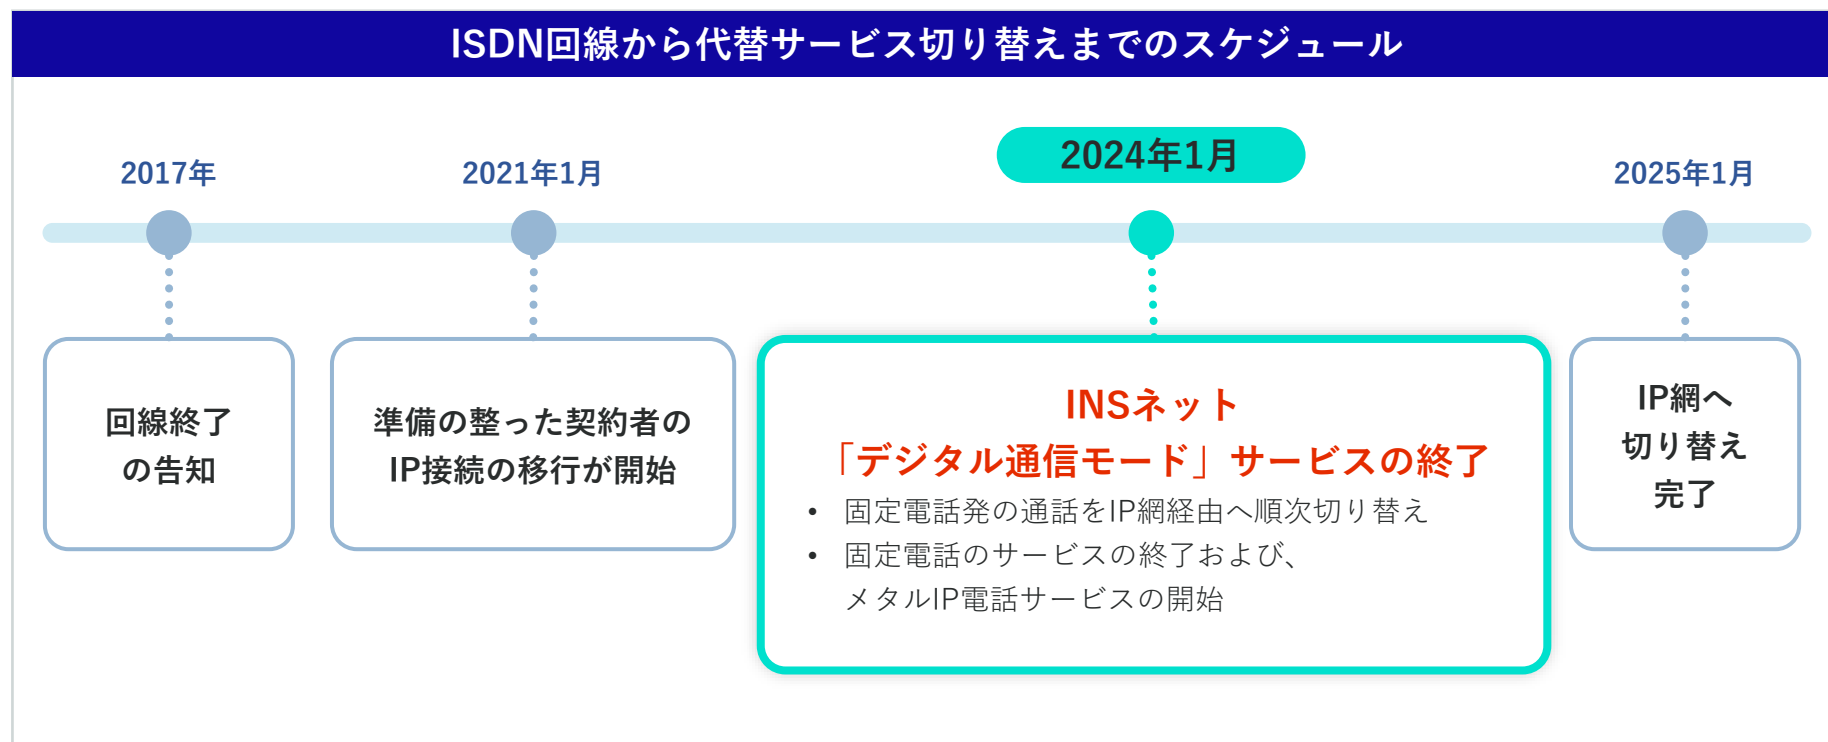 ISDN回線から代替サービス切り替えまでのスケジュール
2017年
2021年1月
2024年1月
2025年1月
回線終了
の告知
準備の整った契約者の
IP接続の移行が開始
INSネット
「デジタル通信モード」サービスの終了
• 固定電話発の通話をIP網経由へ順次切り替え
• 固定電話のサービスの終了および、
メタルIP電話サービスの開始
IP網へ
切り替え
完了